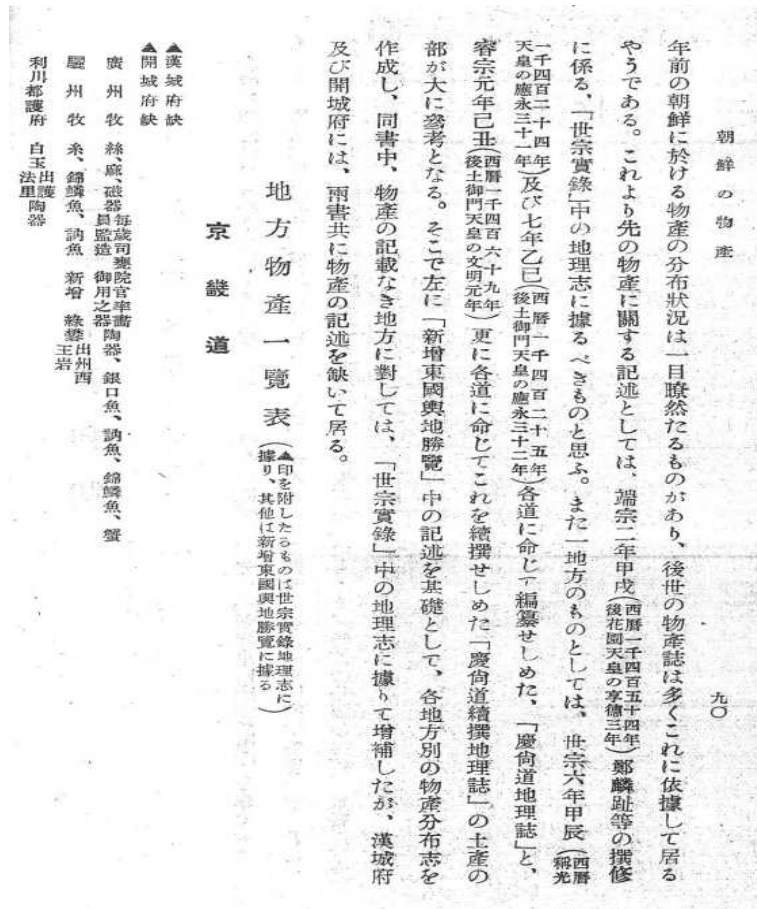 朝鮮の物産
九〇
年前の朝鮮に於ける物産の分布狀況は一目瞭然たるものがあり、後世の物産誌は多くこれに依據して居る
やうである。これより先の物産に關する記述としては、端宗二年甲戌(西曆一千四百五十四年後花園天皇の享德三年)鄭麟趾等の撰修
に係る、「世宗實錄」中の地理志に據るべきものと思ふ。また一地方のものとしては、世宗六年甲辰(西曆
一千四百二十四年稱光天皇の應永三十一年)及び七年乙巳(西曆一千四百二十五年後土御門天皇の應永三十二年)各道に命じて編纂せしめた、「慶尙道地理誌」と、
睿宗元年己丑(西曆一千四百六十九年後土御門天皇の文明元年)更に各道に命じてこれを續撰せしめた「慶尙道續撰地理誌」の土産の
部が大に參考となる。そこで左に「新增東國輿地勝覽」中の記述を基礎として、各地方別の物産分布志を
作成し、同書中、物産の記載なき地方に對しては、「世宗實錄」中の地理志に據りて增補したが、漢城府
及び開城府には、兩書共に物産の記述を缺いて居る。
地方物産一覽表(▲印を附したるものは世宗實錄地理志に據り、其他は新增東國輿地勝覽に據る)
京畿道
▲漢城府缺
▲開城府缺
廣州牧 絲、麻、磁器每歲司饔院官率畵員監造 御用之器陶器、銀口魚、訥魚、錦鱗魚、蟹
驪州牧 糸、錦鱗魚、訥魚 新增 綠礬出州西王岩
利川都護府 白玉出護法里陶器